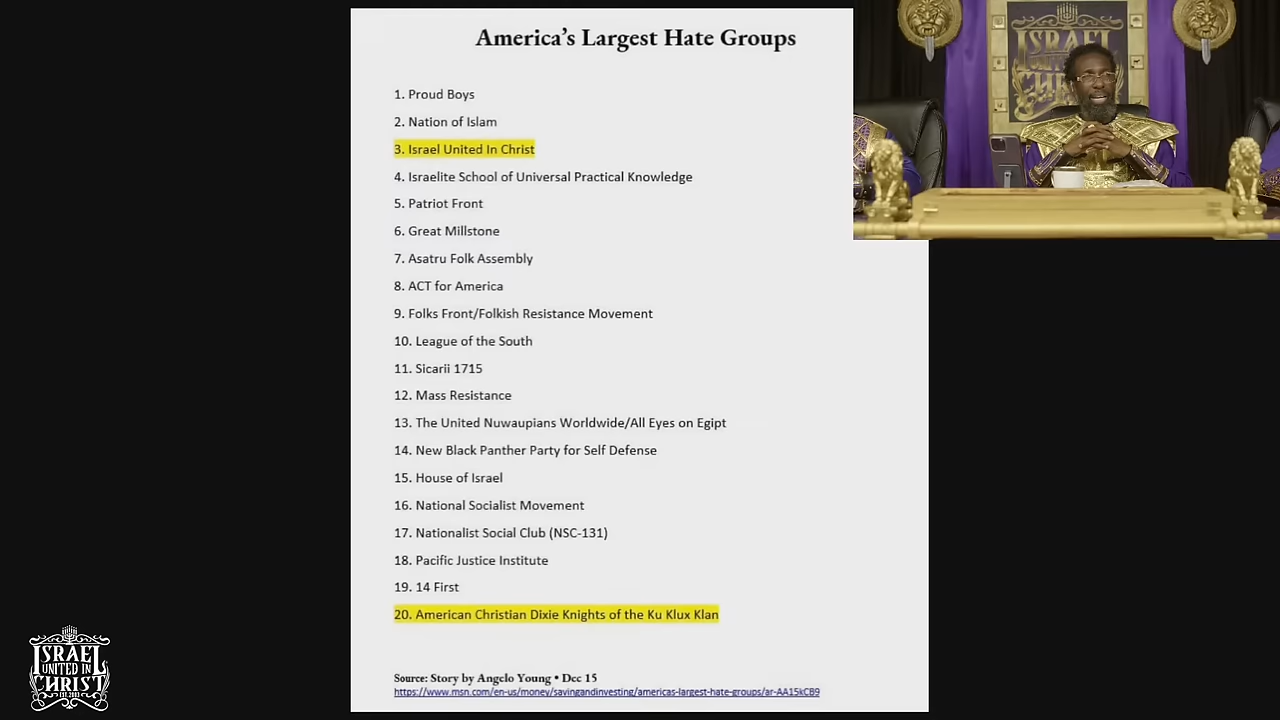 America's Largest Hate Groups
1. Proud Boys
2. Nation of Islam
3. Israel United In Christ
4. Israelite School of Universal Practical Knowledge
5. Patriot Front
6. Great Millstone
7. Asatru Folk Assembly
8. ACT for America
9. Folks Front/Folkish Resistance Movement
10. League of the South
11. Sicarii 1715
12. Mass Resistance
13. The United Nuwaupians Worldwide/All Eyes on Egipt
14. New Black Panther Party for Self Defense
15. House of Israel
16. National Socialist Movement
17. Nationalist Social Club (NSC-131)
18. Pacific Justice Institute
19. 14 First
20. American Christian Dixie Knights of the Ku Klux Klan
Source: Story by Angelo Young • Dec 15
https://www.msn.com/en-us/money/savingandinvesting/americas-largest-hate-groups/ar-AA15kCB9
ISRAEL
CHRIST
ISRAEL
UNITED IN
CHRIST